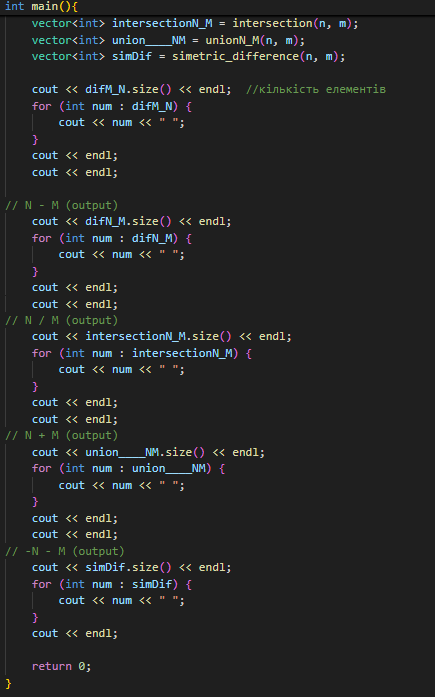 int main(){
    vector<int> intersectionN_M = intersection(n, m);
    vector<int> union____NM = unionN_M(n, m);
    vector<int> simDif = simetric_difference(n, m);

    cout << difM_N.size() << endl;  //кількість елементів
    for (int num : difM_N) {
        cout << num << " ";
    }
    cout << endl;
    cout << endl;

// N - M (output)
    cout << difN_M.size() << endl;
    for (int num : difN_M) {
        cout << num << " ";
    }
    cout << endl;
    cout << endl;
// N / M (output)
    cout << intersectionN_M.size() << endl;
    for (int num : intersectionN_M) {
        cout << num << " ";
    }
    cout << endl;
    cout << endl;
// N + M (output)
    cout << union____NM.size() << endl;
    for (int num : union____NM) {
        cout << num << " ";
    }
    cout << endl;
    cout << endl;
// -N - M (output)
    cout << simDif.size() << endl;
    for (int num : simDif) {
        cout << num << " ";
    }
    cout << endl;

    return 0;
}